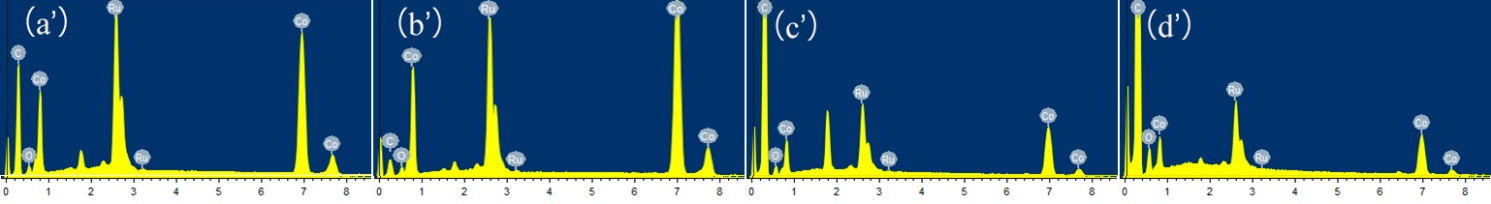 (a') Ru Co C Co O Ru Co
0 1 2 3 4 5 6 7 8
(b') Ru Co Co C O Ru Co
1 2 3 4 5 6 7 8
(c') C Ru Co Co O Ru Co
0 1 2 3 4 5 6 7 8
(d') C Ru Co Co O Ru Co
0 1 2 3 4 5 6 7 8